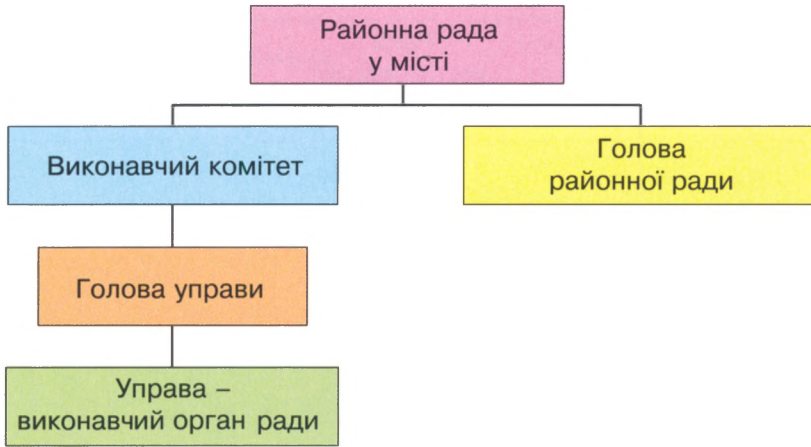 Районна рада
у місті
Виконавчий комітет
Голова
районної ради
Голова управи
Управа –
виконавчий орган ради